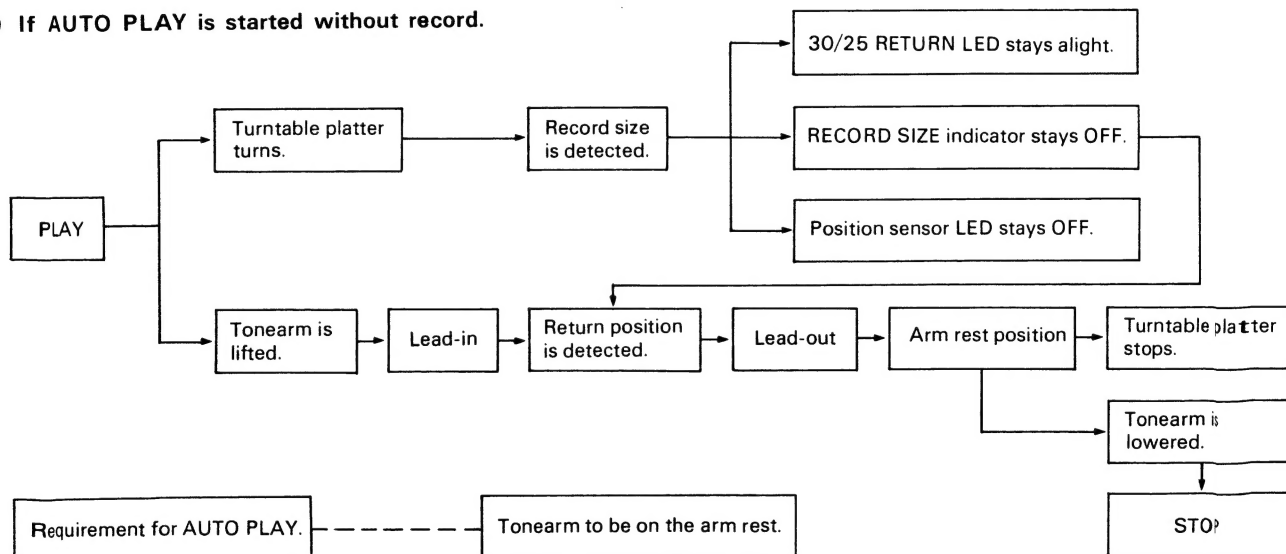 If AUTO PLAY is started without record.
30/25 RETURN LED stays alight.
Turntable platter
turns.
Record size
is detected.
RECORD SIZE indicator stays OFF.
PLAY
Position sensor LED stays OFF.
Tonearm is
lifted.
Lead-in
Return position
is detected.
Lead-out
Arm rest position
Turntable platter
stops.
Tonearm is
lowered.
Requirement for AUTO PLAY.
Tonearm to be on the arm rest.
STOP